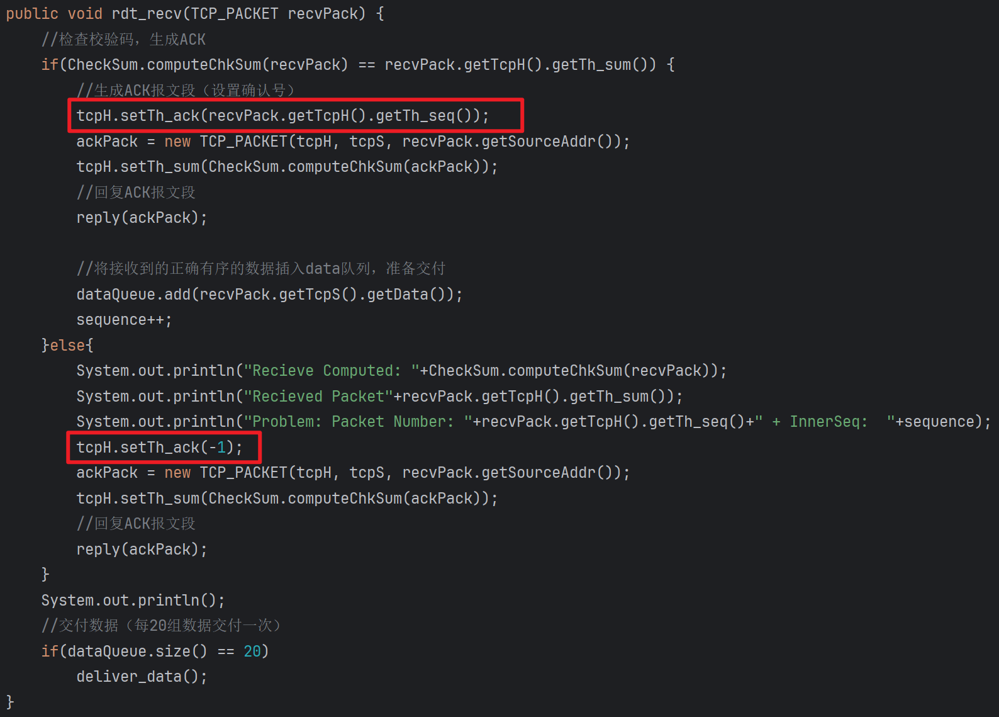 public void rdt_recv(TCP_PACKET recvPack) {
    //检查校验码，生成ACK
    if(CheckSum.computeChkSum(recvPack) == recvPack.getTcpH().getTh_sum()) {
        //生成ACK报文段（设置确认号）
        tcpH.setTh_ack(recvPack.getTcpH().getTh_seq());
        ackPack = new TCP_PACKET(tcpH, tcpS, recvPack.getSourceAddr());
        tcpH.setTh_sum(CheckSum.computeChkSum(ackPack));
        //回复ACK报文段
        reply(ackPack);

        //将接收到的正确有序的数据插入data队列，准备交付
        dataQueue.add(recvPack.getTcpS().getData());
        sequence++;
    }else{
        System.out.println("Recieve Computed: "+CheckSum.computeChkSum(recvPack));
        System.out.println("Recieved Packet"+recvPack.getTcpH().getTh_sum());
        System.out.println("Problem: Packet Number: "+recvPack.getTcpH().getTh_seq()+" + InnerSeq:  "+sequence);
        tcpH.setTh_ack(-1);
        ackPack = new TCP_PACKET(tcpH, tcpS, recvPack.getSourceAddr());
        tcpH.setTh_sum(CheckSum.computeChkSum(ackPack));
        //回复ACK报文段
        reply(ackPack);
    }
    System.out.println();
    //交付数据（每20组数据交付一次）
    if(dataQueue.size() == 20)
        deliver_data();
}